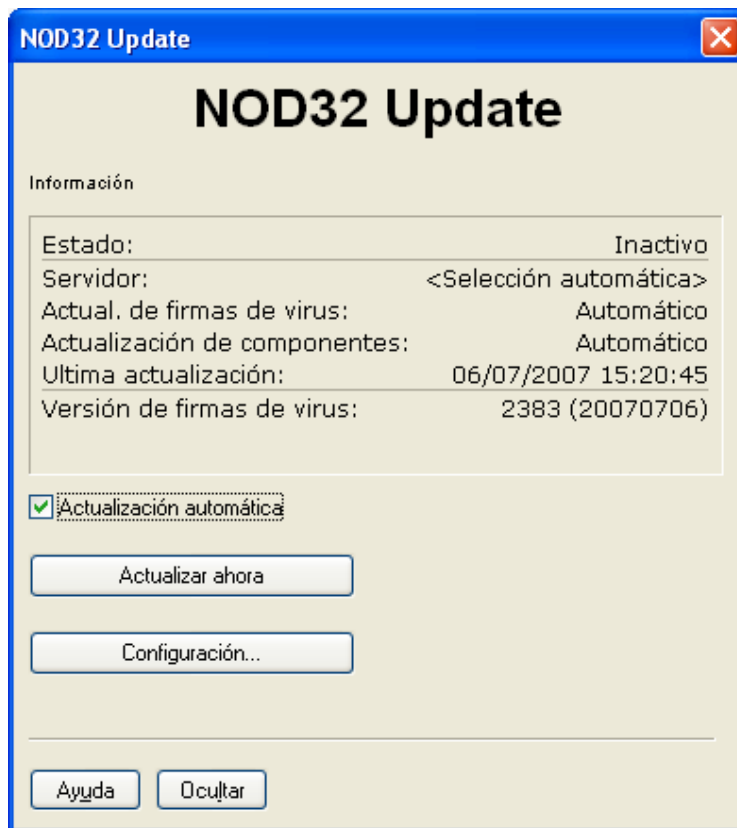 NOD32 Update
NOD32 Update
Información
Estado: Inactivo
Servidor: <Selección automática>
Actual. de firmas de virus: Automático
Actualización de componentes: Automático
Ultima actualización: 06/07/2007 15:20:45
Versión de firmas de virus: 2383 (20070706)
Actualización automática
Actualizar ahora
Configuración...
Ayuda Ocultar